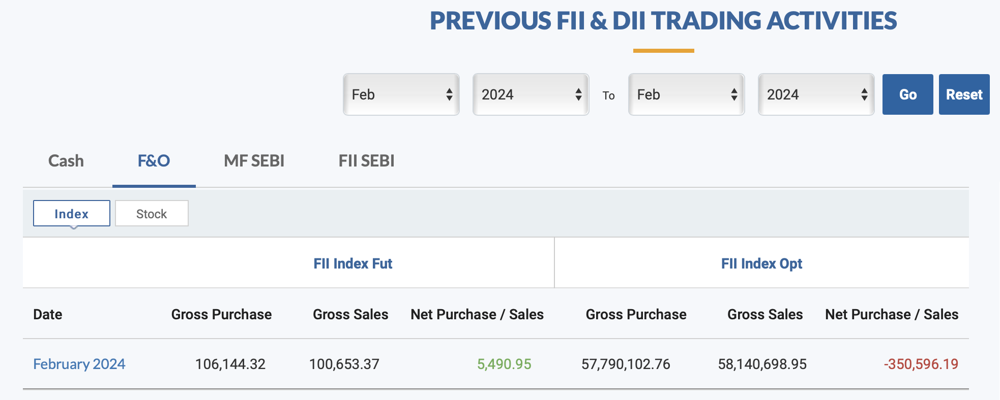 PREVIOUS FII & DII TRADING ACTIVITIES
Feb 2024 To Feb 2024 Go Reset
Cash F&O MF SEBI FII SEBI
Index Stock
FII Index Fut FII Index Opt
Date Gross Purchase Gross Sales Net Purchase / Sales Gross Purchase Gross Sales Net Purchase / Sales
February 2024 106,144.32 100,653.37 5,490.95 57,790,102.76 58,140,698.95 -350,596.19